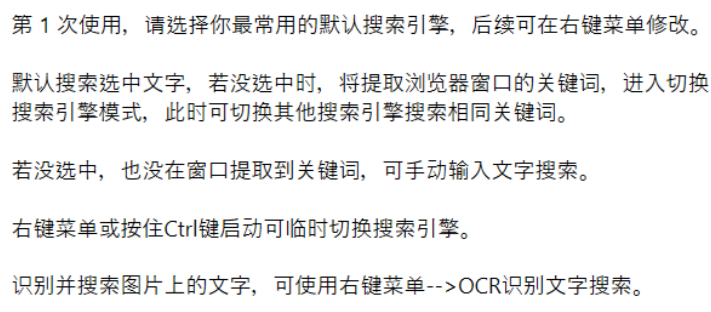 第 1 次使用，请选择你最常用的默认搜索引擎，后续可在右键菜单修改。
默认搜索选中文字，若没选中时，将提取浏览器窗口的关键词，进入切换
搜索引擎模式，此时可切换其他搜索引擎搜索相同关键词。
若没选中，也没在窗口提取到关键词，可手动输入文字搜索。
右键菜单或按住Ctrl键启动可临时切换搜索引擎。
识别并搜索图片上的文字，可使用右键菜单-->OCR识别文字搜索。